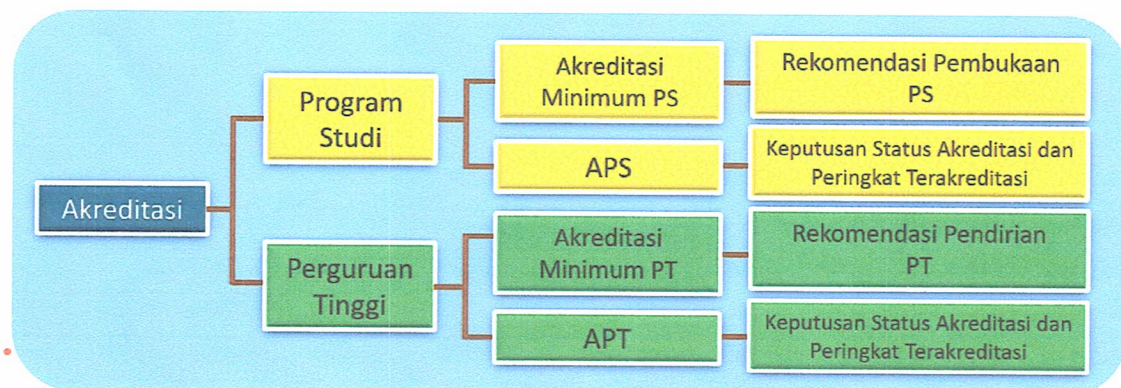 Akreditasi
Program
Studi
Akreditasi
Minimum PS
Rekomendasi Pembukaan
PS
APS
Keputusan Status Akreditasi dan
Peringkat Terakreditasi
Perguruan
Tinggi
Akreditasi
Minimum PT
Rekomendasi Pendirian
PT
APT
Keputusan Status Akreditasi dan
Peringkat Terakreditasi